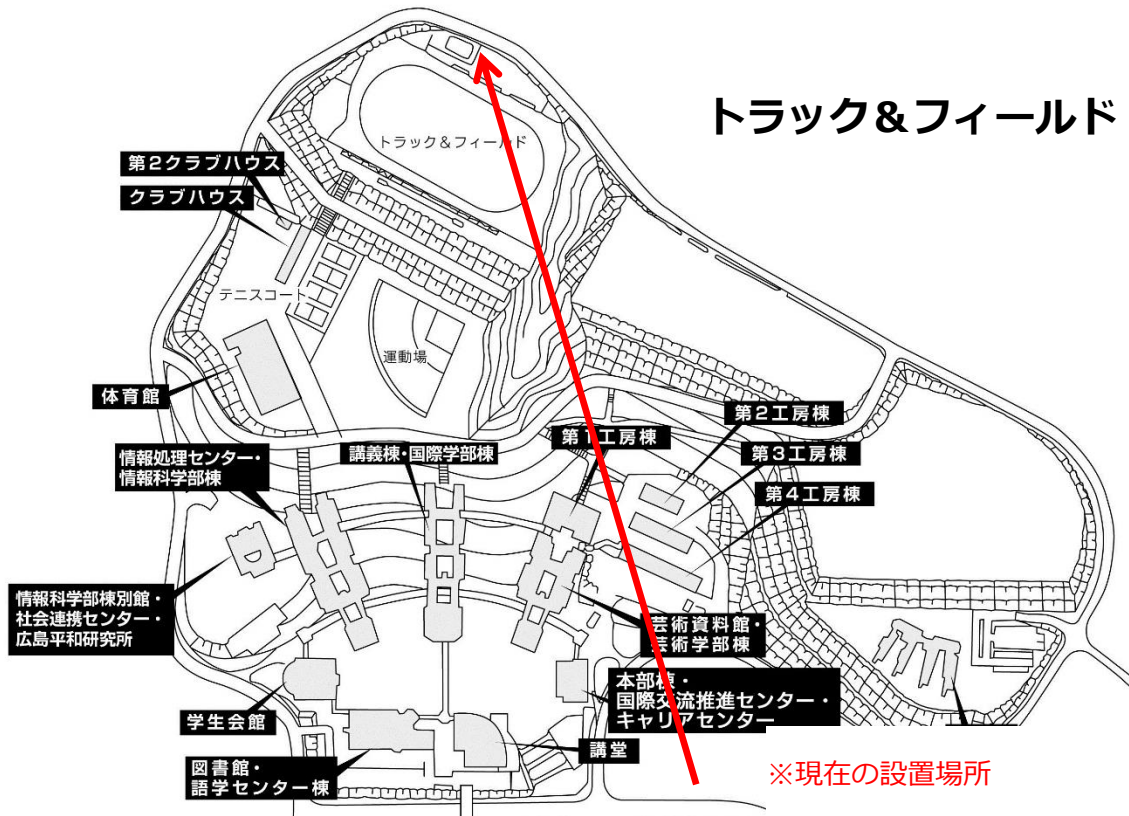 トラック&フィールド
トラック&フィールド
第2クラブハウス
クラブハウス
テニスコート
運動場
体育館
第2工房棟
第1工房棟
講義棟・国際学部棟
第3工房棟
情報処理センター・
情報科学部棟
第4工房棟
情報科学部棟別館・
社会連携センター・
広島平和研究所
芸術資料館・
芸術学部棟
本部棟・
国際交流推進センター・
キャリアセンター
学生会館
講堂
図書館・
語学センター棟
※現在の設置場所